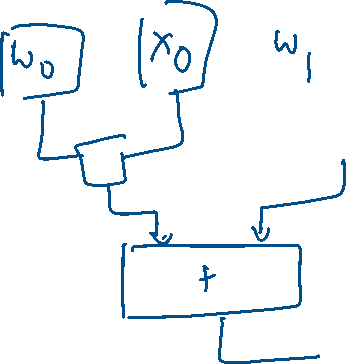 w₀ x₀ w₁
+